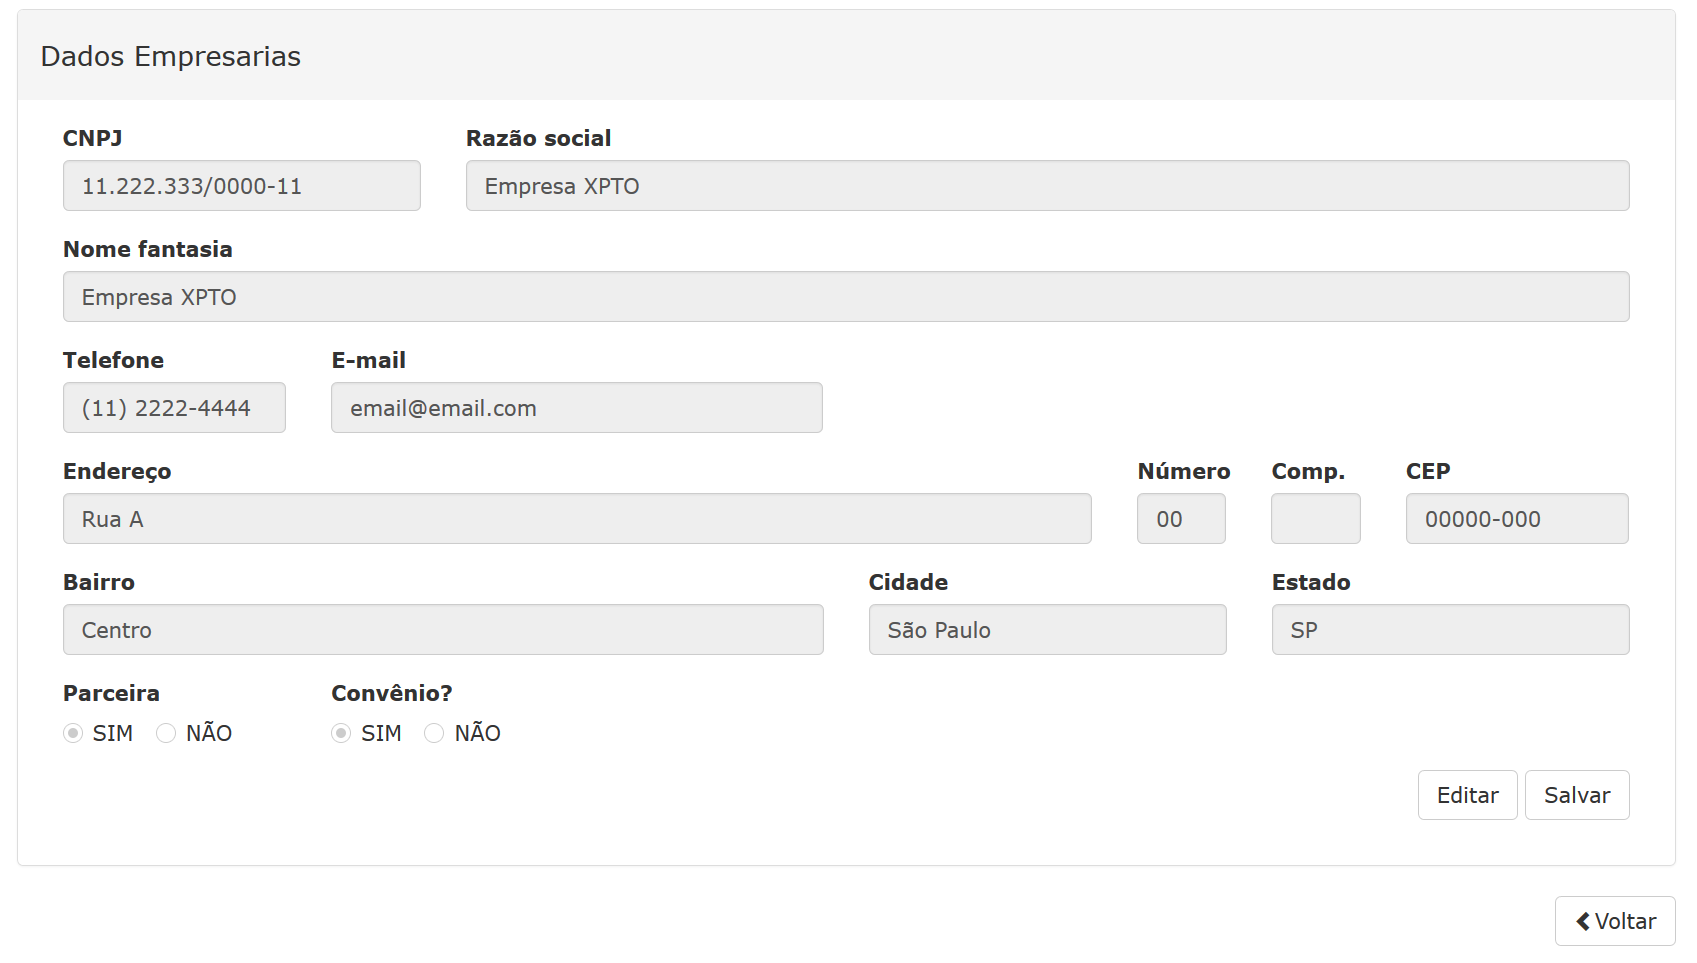 Dados Empresarias
CNPJ Razão social
11.222.333/0000-11 Empresa XPTO
Nome fantasia
Empresa XPTO
Telefone E-mail
(11) 2222-4444 email@email.com
Endereço Número Comp. CEP
Rua A 00 00000-000
Bairro Cidade Estado
Centro São Paulo SP
Parceira Convênio?
SIM NÃO SIM NÃO
Editar Salvar
Voltar